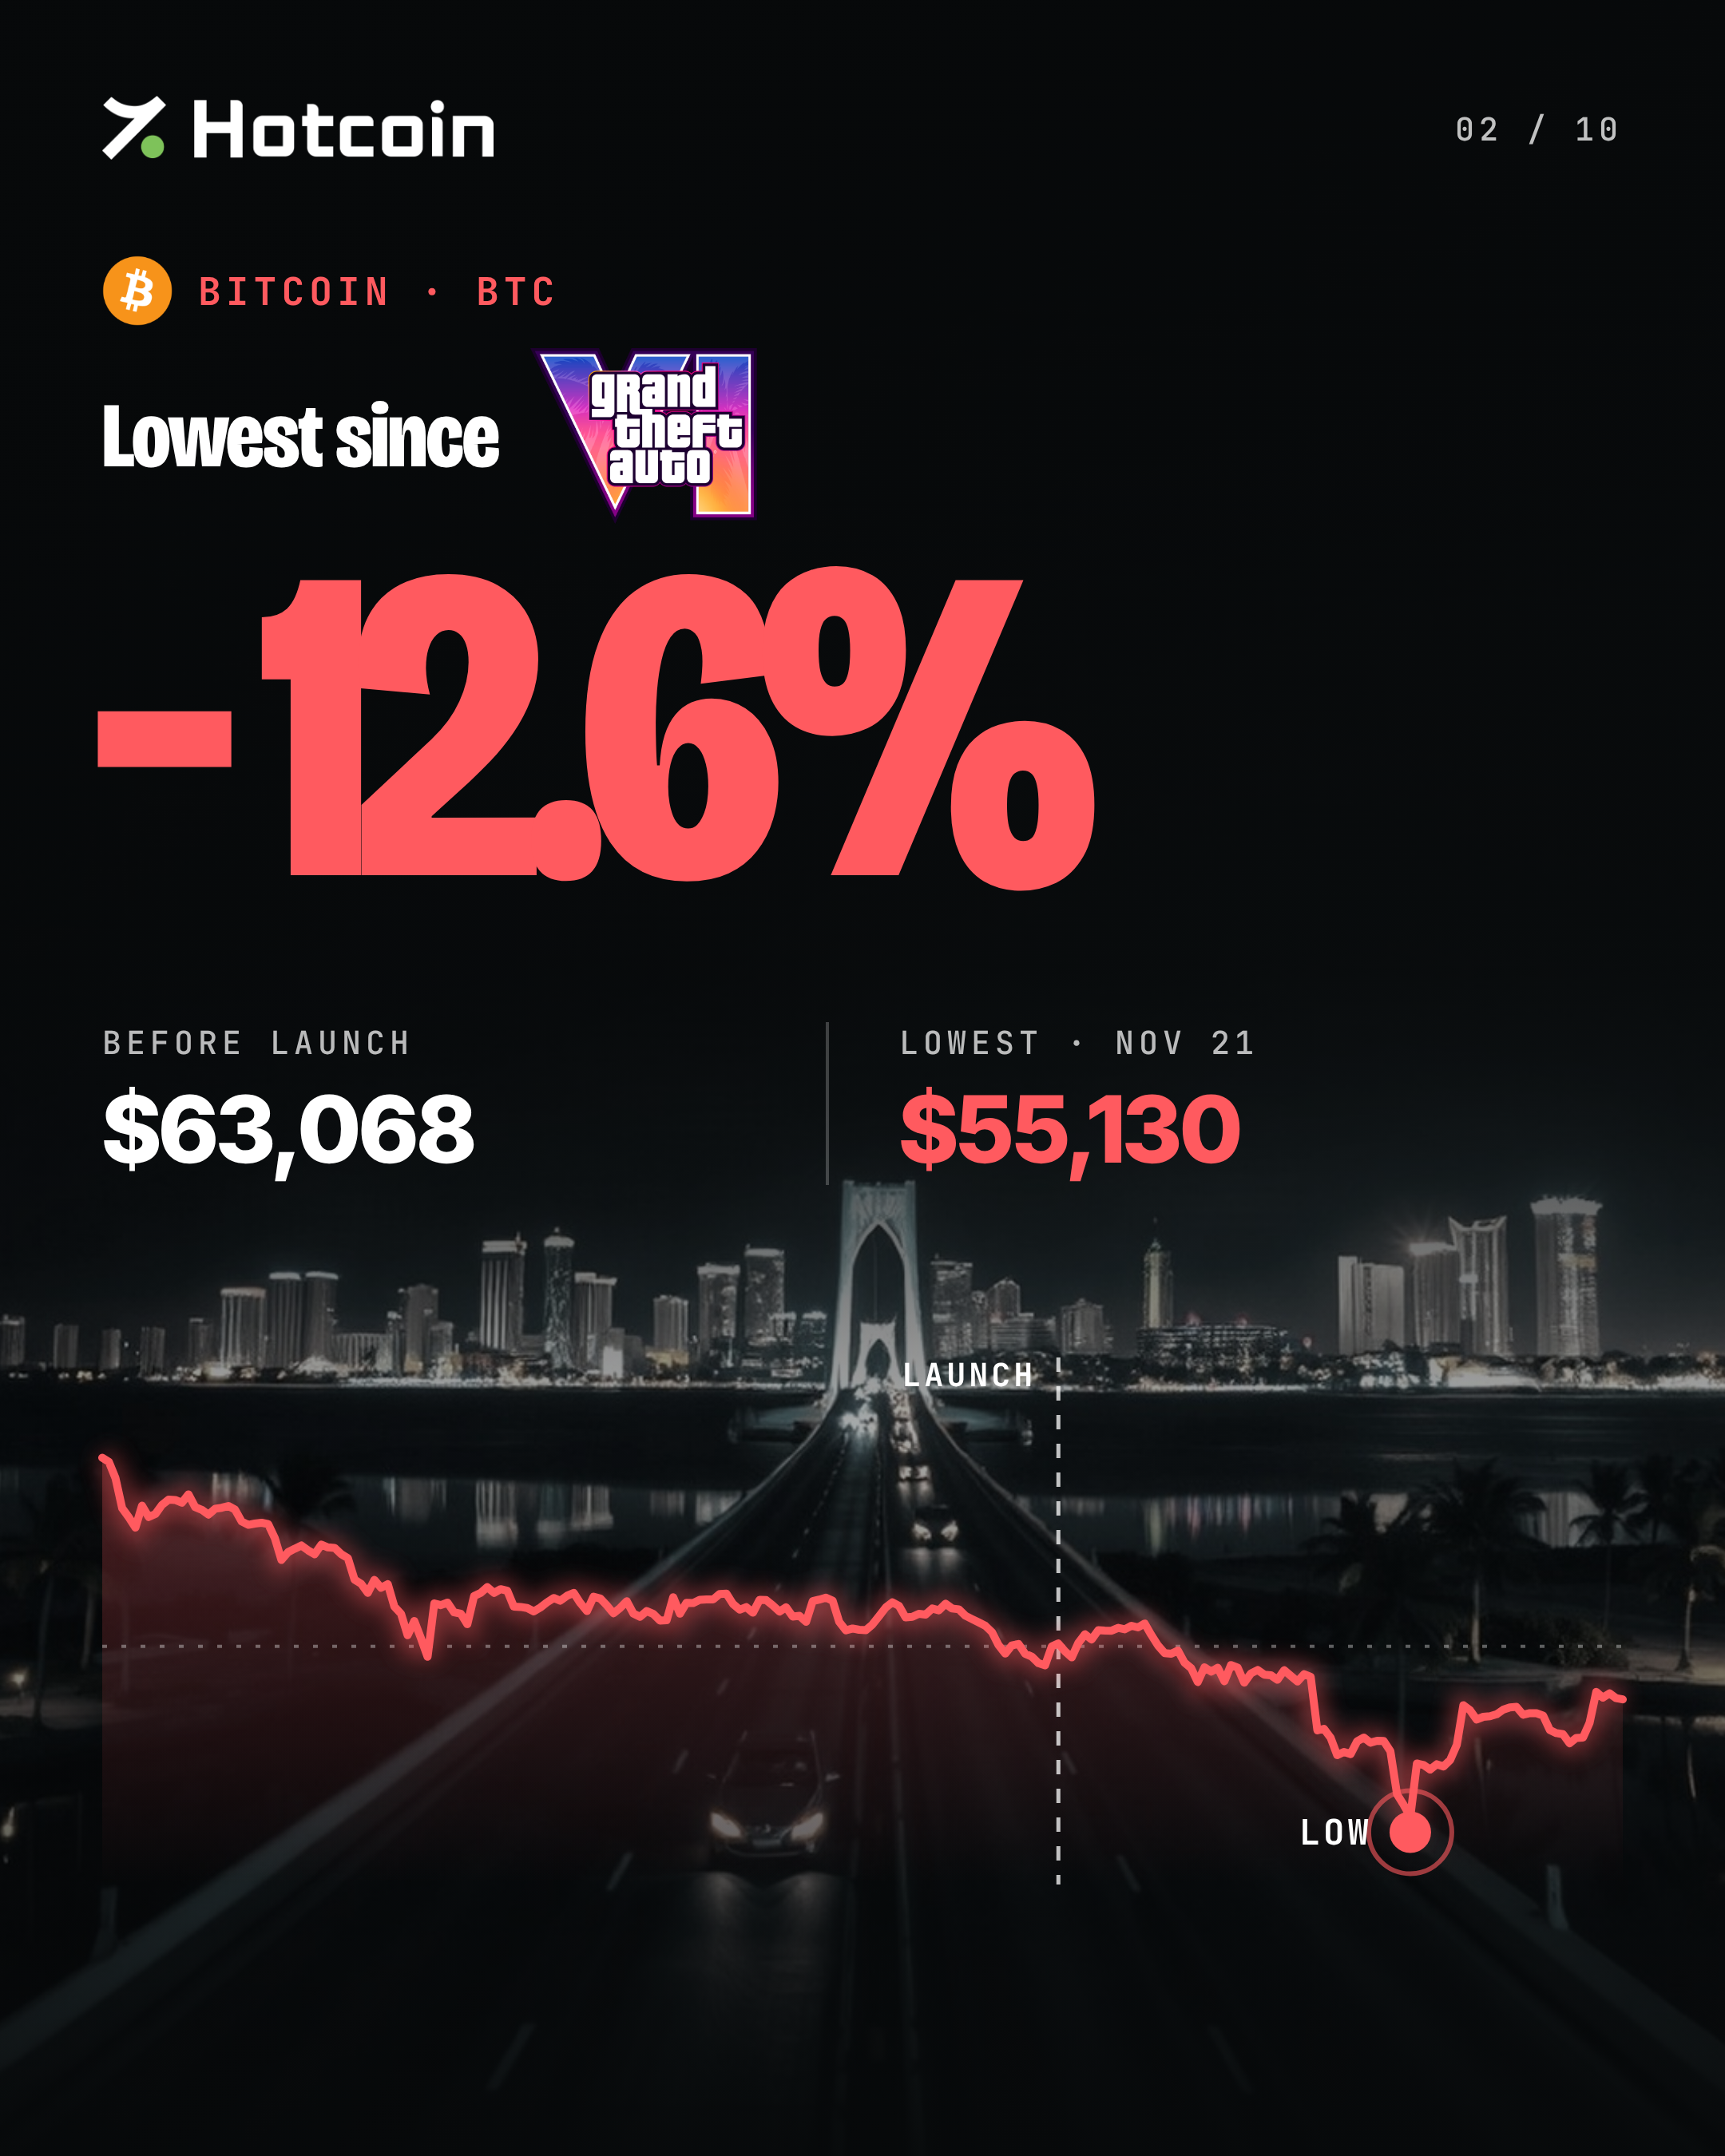 Hotcoin
02 / 10
BITCOIN · BTC
Lowest since
VI
grand
theft
auto
-12.6%
BEFORE LAUNCH
$63,068
LOWEST · NOV 21
$55,130
LAUNCH
LOW